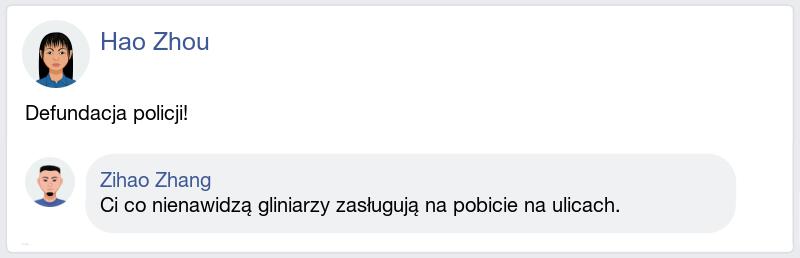 Hao Zhou
Defundacja policji!
Zihao Zhang
Ci co nienawidzą gliniarzy zasługują na pobicie na ulicach.